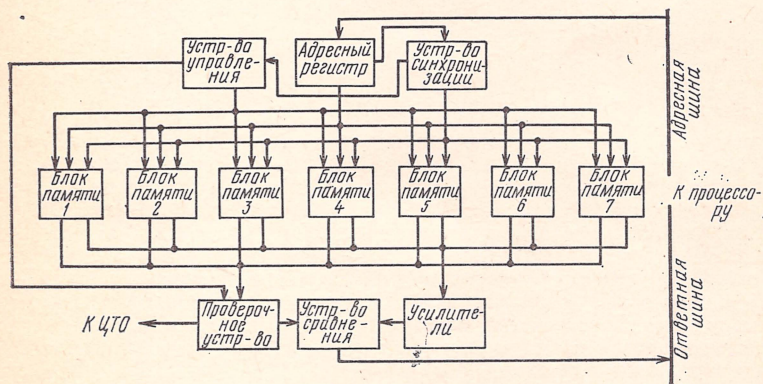 Устр-ва
управле-
ния
Адресный
регистр
Устр-во
синхрони-
зации
Адресная
шина
Блок
памяти
1
Блок
памяти
2
Блок
памяти
3
Блок
памяти
4
Блок
памяти
5
Блок
памяти
6
Блок
памяти
7
К процессо-
ру
К ЦТО
Провероч-
ное
устр-во
Устр-во
сравне-
ния
Усилите-
ли
Ответная
шина